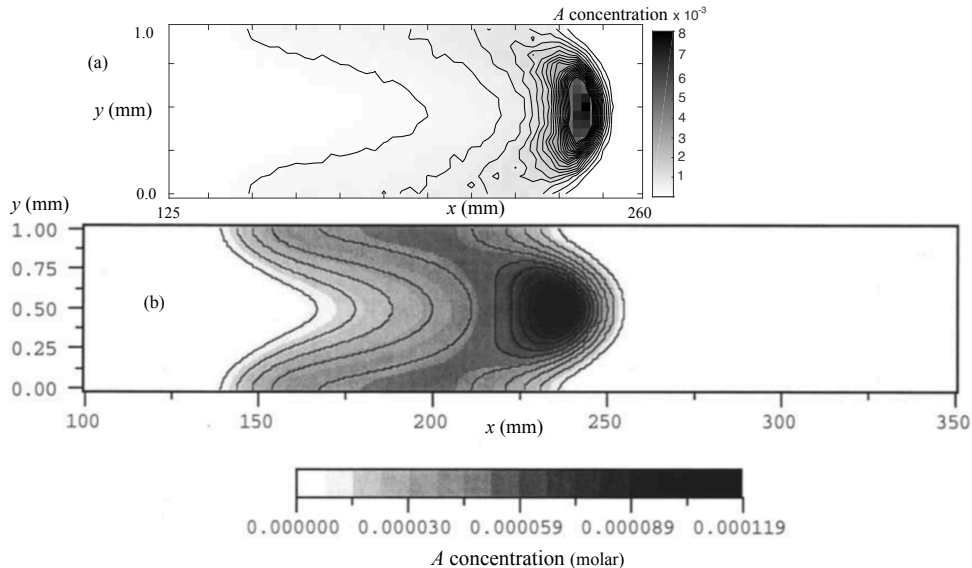 A concentration x 10-3
1.0
(a)
y (mm)
0.0
125
x (mm)
260
8
7
6
5
4
3
2
1
y (mm)
1.00
0.75
0.50
0.25
0.00
(b)
100
150
200
x (mm)
250
300
350
0.000000 0.000030 0.000059 0.000089 0.000119
A concentration (molar)